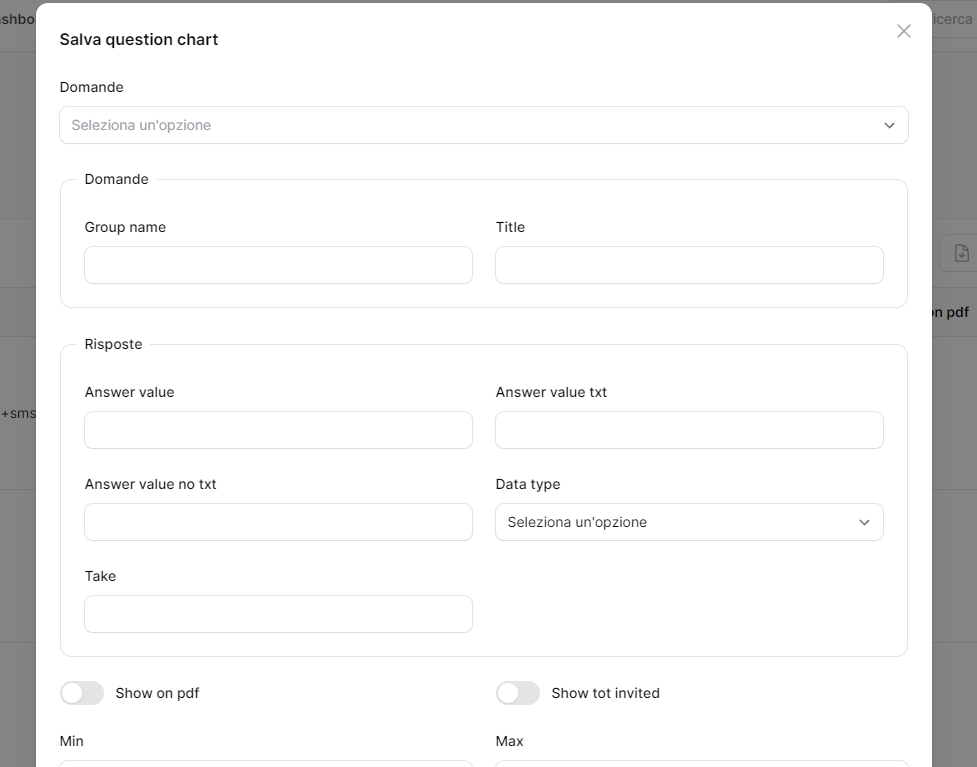 Salva question chart
Domande
Seleziona un'opzione
Domande
Group name
Title
Risposte
Answer value
Answer value txt
Answer value no txt
Data type
Seleziona un'opzione
Take
Show on pdf
Show tot invited
Min
Max
on pdf
+sms